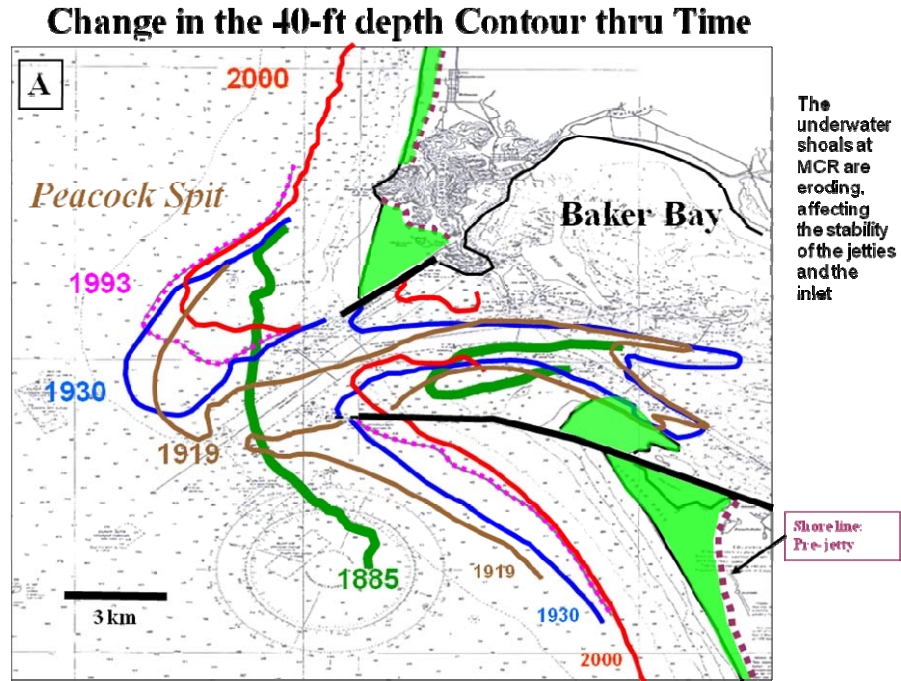 Change in the 40-ft depth Contour thru Time
A
2000
Peacock Spit
Baker Bay
1993
1930
1919
1885
1919
1930
2000
3 km
The
underwater
shoals at
MCR are
eroding,
affecting
the stability
of the jetties
and the
inlet
Shoreline:
Pre-jetty